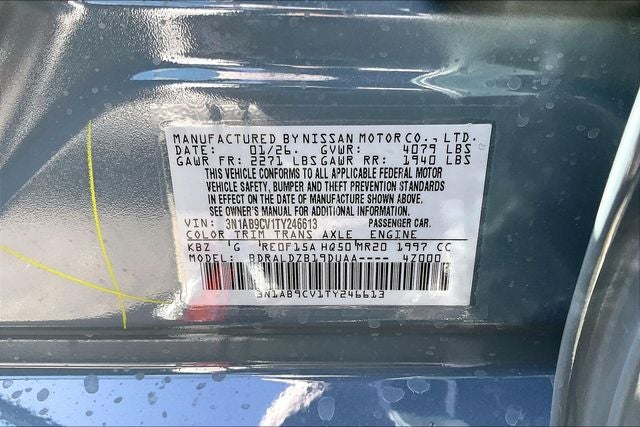 MANUFACTURED BY NISSAN MOTOR CO., LTD.
DATE: 01/26. GVWR: 4079 LBS
GAWR FR: 2271 LBS GAWR RR: 1940 LBS
THIS VEHICLE CONFORMS TO ALL APPLICABLE FEDERAL MOTOR
VEHICLE SAFETY, BUMPER AND THEFT PREVENTION STANDARDS
IN EFFECT ON THE DATE OF MANUFACTURE SHOWN ABOVE.
SEE OWNER'S MANUAL FOR ADDITIONAL INFORMATION.
VIN: 3N1AB9CV1TY246613 PASSENGER CAR.
COLOR TRIM TRANS AXLE ENGINE
KBZ G RE0F15A HQ50 MR20 1997 CC
MODEL: BDRALDZB19DUAA---- 4Z000
3N1AB9CV1TY246613